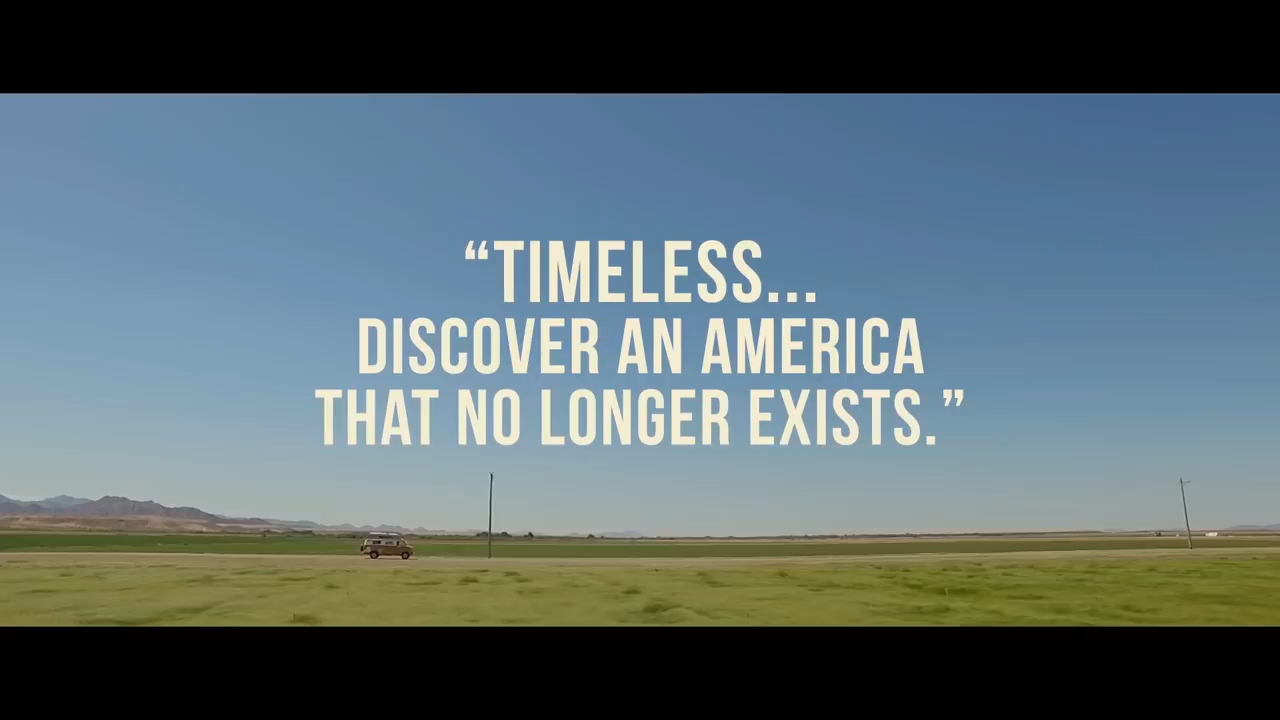 “TIMELESS...
DISCOVER AN AMERICA
THAT NO LONGER EXISTS.”